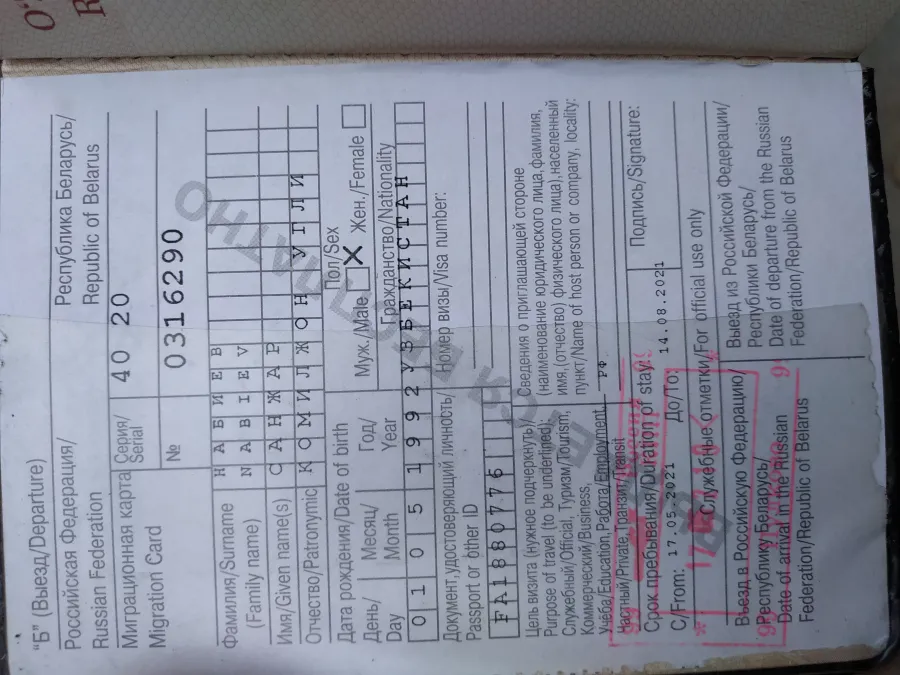 "Б" (Выезд/Departure)
Российская Федерация/
Russian Federation
Республика Беларусь/
Republic of Belarus
Миграционная карта
Migration Card
Серия/
Serial
40 20
№
0316290
Фамилия/Surname
(Family name)
НАБИЕВ
NABIEV
Имя/Given name(s)
САНЖАР
Отчество/Patronymic
КОМИЛЖОН УГЛИ
Дата рождения/Date of birth
День/
Day
Месяц/
Month
Год/
Year
Пол/Sex
Муж./Male X Жен./Female
Гражданство/Nationality
01 05 1992 УЗБЕКИСТАН
Документ,удостоверяющий личность/
Passport or other ID
Номер визы/Visa number:
FA1880776
Цель визита (нужное подчеркнуть)/
Purpose of travel (to be underlined):
Служебный/Official, Туризм/Tourism,
Коммерческий/Business,
Учёба/Education,Работа/Employment,
Частный/Private,Транзит/Transit
Сведения о приглашающей стороне
(наименование юридического лица,фамилия,
имя,(отчество) физического лица),населенный
пункт/Name of host person or company, locality:
РФ
Срок пребывания/Duration of stay:
С/From: 17.05.2021 До/To: 14.08.2021
Подпись/Signature:
Служебные отметки/For official use only
Въезд в Российскую Федерацию/
Республику Беларусь/
Date of arrival in the Russian
Federation/Republic of Belarus
Выезд из Российской Федерации/
Республики Беларусь/
Date of departure from the Russian
Federation/Republic of Belarus
БЕСПЛАТНО